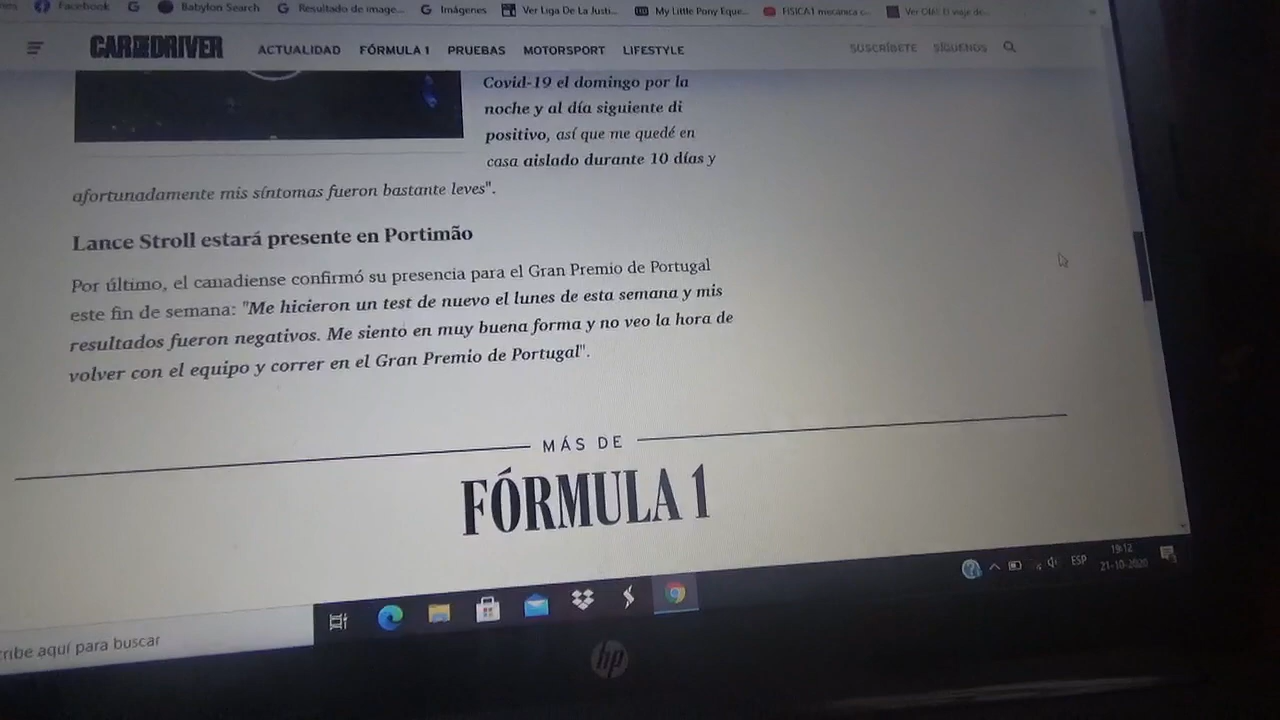 Facebook
G
Babylon Search
G Resultado de image...
G Imágenes
Ver Liga De La Justi...
My Little Pony Eque...
FISICA1 mecanica c...
CAR AND DRIVER
ACTUALIDAD FÓRMULA 1 PRUEBAS MOTORSPORT LIFESTYLE
SUSCRÍBETE SÍGUENOS
Covid-19 el domingo por la
noche y al día siguiente di
positivo, así que me quedé en
casa aislado durante 10 días y
afortunadamente mis síntomas fueron bastante leves".
Lance Stroll estará presente en Portimão
Por último, el canadiense confirmó su presencia para el Gran Premio de Portugal
este fin de semana: "Me hicieron un test de nuevo el lunes de esta semana y mis
resultados fueron negativos. Me siento en muy buena forma y no veo la hora de
volver con el equipo y correr en el Gran Premio de Portugal".
MÁS DE
FÓRMULA 1
ESP
19:12
21-10-2020
cribe aquí para buscar
hp